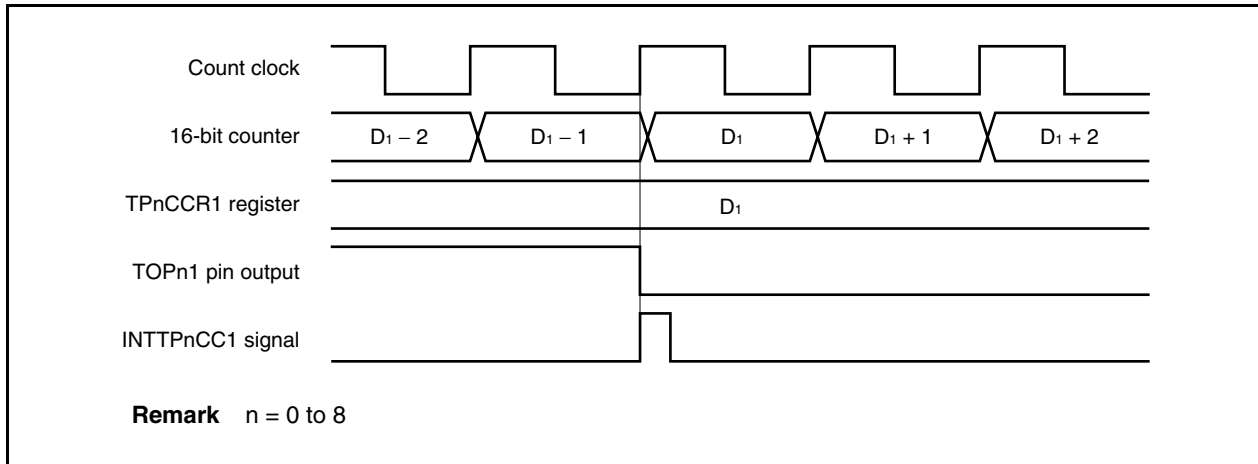 Count clock
16-bit counter D₁ − 2 D₁ − 1 D₁ D₁ + 1 D₁ + 2
TPnCCR1 register D₁
TOPn1 pin output
INTTPnCC1 signal
Remark n = 0 to 8